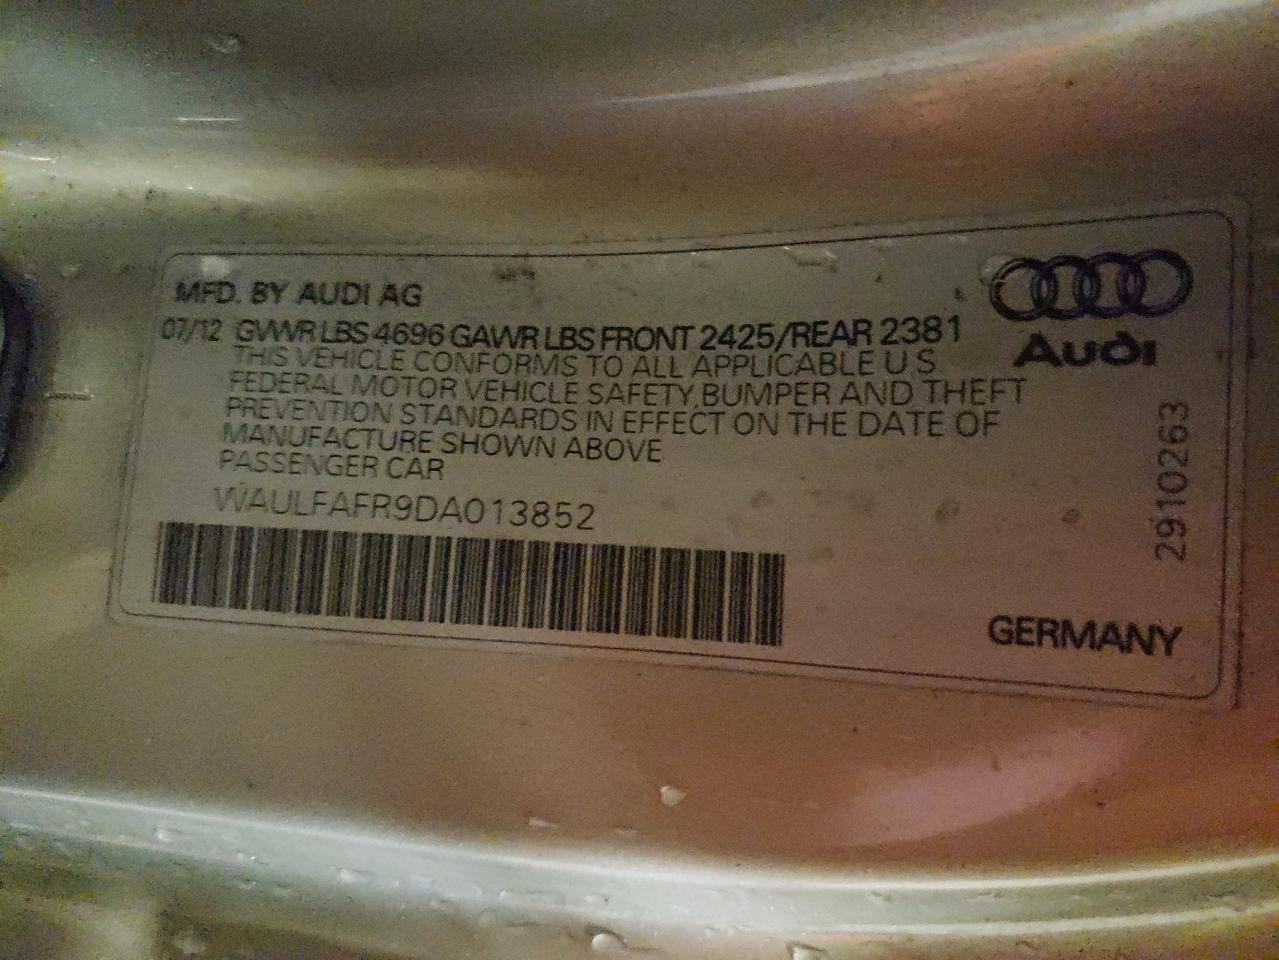 MFD. BY AUDI AG
07/12 GVWR LBS 4696 GAWR LBS FRONT 2425/REAR 2381
THIS VEHICLE CONFORMS TO ALL APPLICABLE U.S.
FEDERAL MOTOR VEHICLE SAFETY, BUMPER AND THEFT
PREVENTION STANDARDS IN EFFECT ON THE DATE OF
MANUFACTURE SHOWN ABOVE
PASSENGER CAR
WAULFAFR9DA013852
Audi
2910263
GERMANY